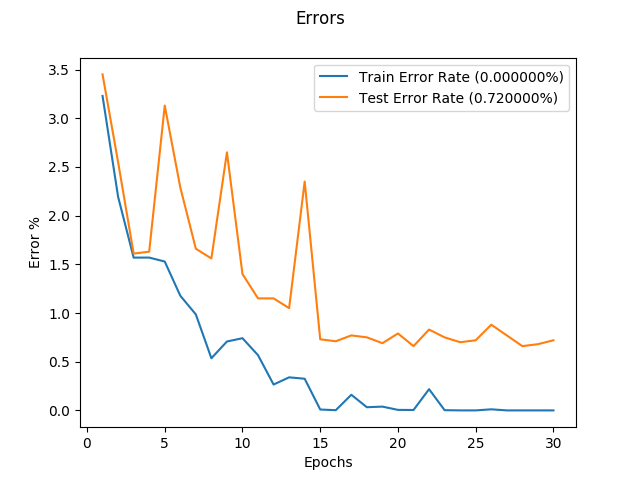 Errors
Train Error Rate (0.000000%)
Test Error Rate (0.720000%)
3.5
3.0
2.5
2.0
1.5
1.0
0.5
0.0
Error %
0 5 10 15 20 25 30
Epochs